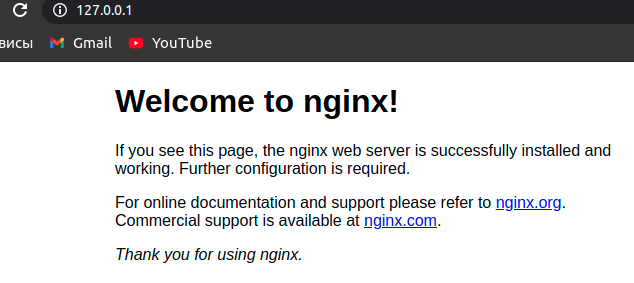 127.0.0.1
висы Gmail YouTube
Welcome to nginx!
If you see this page, the nginx web server is successfully installed and
working. Further configuration is required.
For online documentation and support please refer to nginx.org.
Commercial support is available at nginx.com.
Thank you for using nginx.